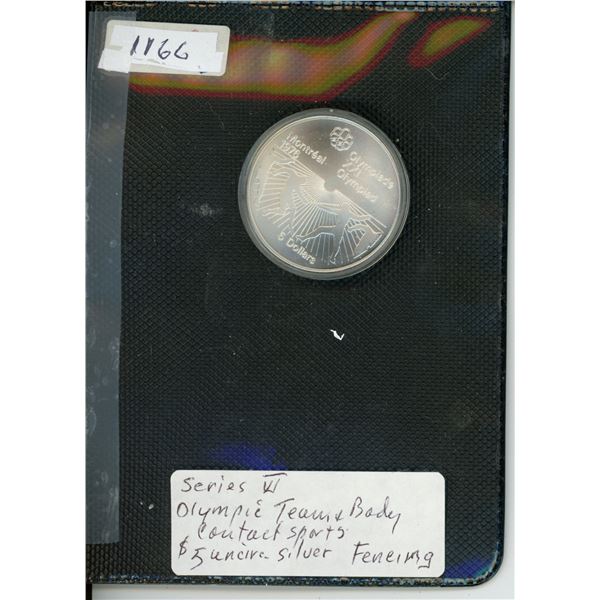 1166
Montréal
1976
Olympiade
XXI
Olympiad
5 Dollars
Series VI
Olympic Team & Body
Contact sports
$5 uncirc silver Fencing